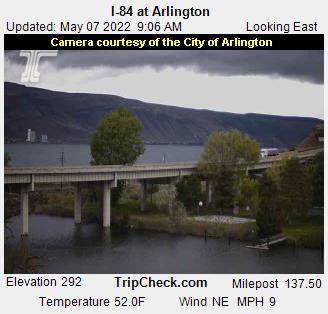 I-84 at Arlington
Updated: May 07 2022 9:06 AM Looking East
Camera courtesy of the City of Arlington
Elevation 292 TripCheck.com Milepost 137.50
Temperature 52.0F Wind NE MPH 9